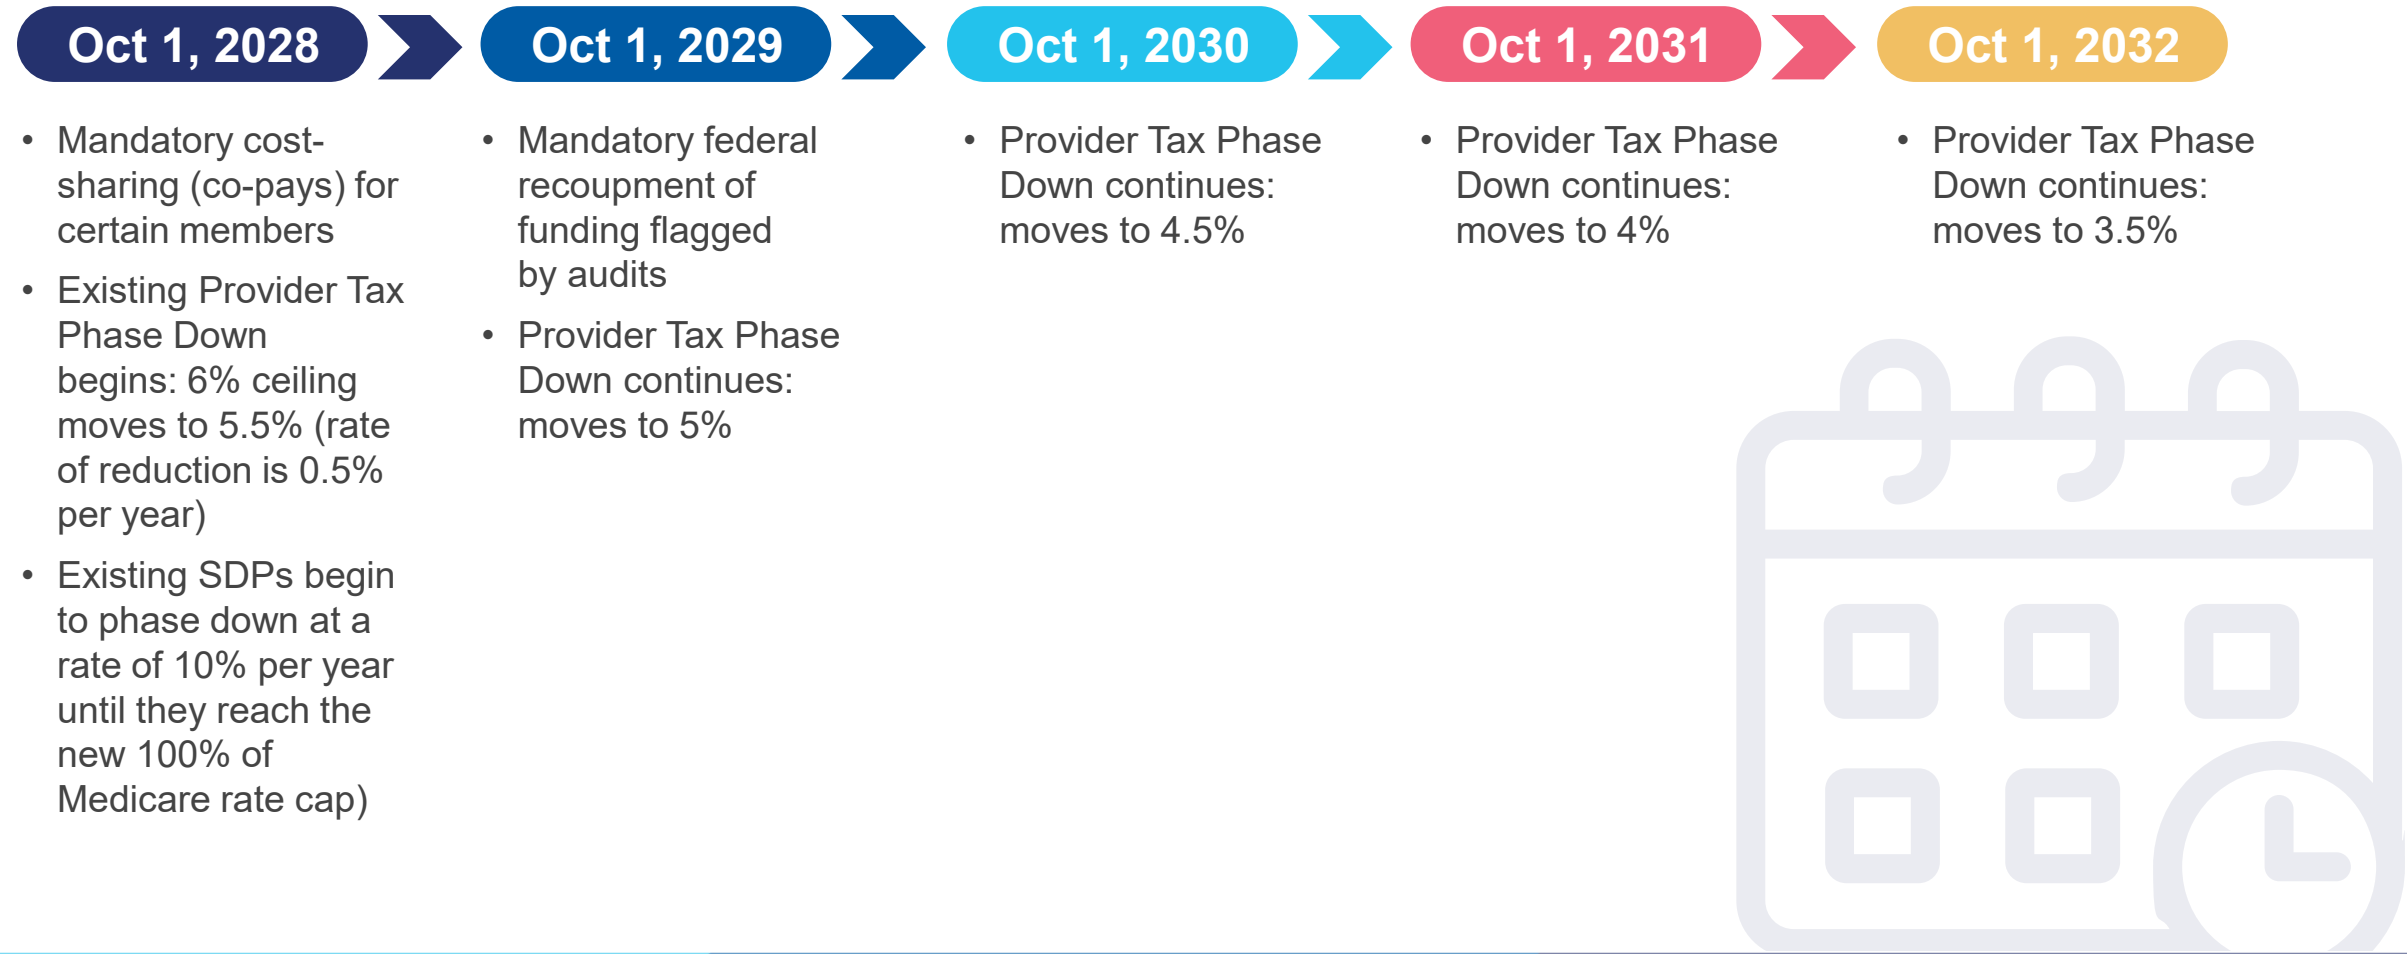 Oct 1, 2028
• Mandatory cost-
sharing (co-pays) for
certain members
• Existing Provider Tax
Phase Down
begins: 6% ceiling
moves to 5.5% (rate
of reduction is 0.5%
per year)
• Existing SDPs begin
to phase down at a
rate of 10% per year
until they reach the
new 100% of
Medicare rate cap)
Oct 1, 2029
• Mandatory federal
recoupment of
funding flagged
by audits
• Provider Tax Phase
Down continues:
moves to 5%
Oct 1, 2030
• Provider Tax Phase
Down continues:
moves to 4.5%
Oct 1, 2031
• Provider Tax Phase
Down continues:
moves to 4%
Oct 1, 2032
• Provider Tax Phase
Down continues:
moves to 3.5%